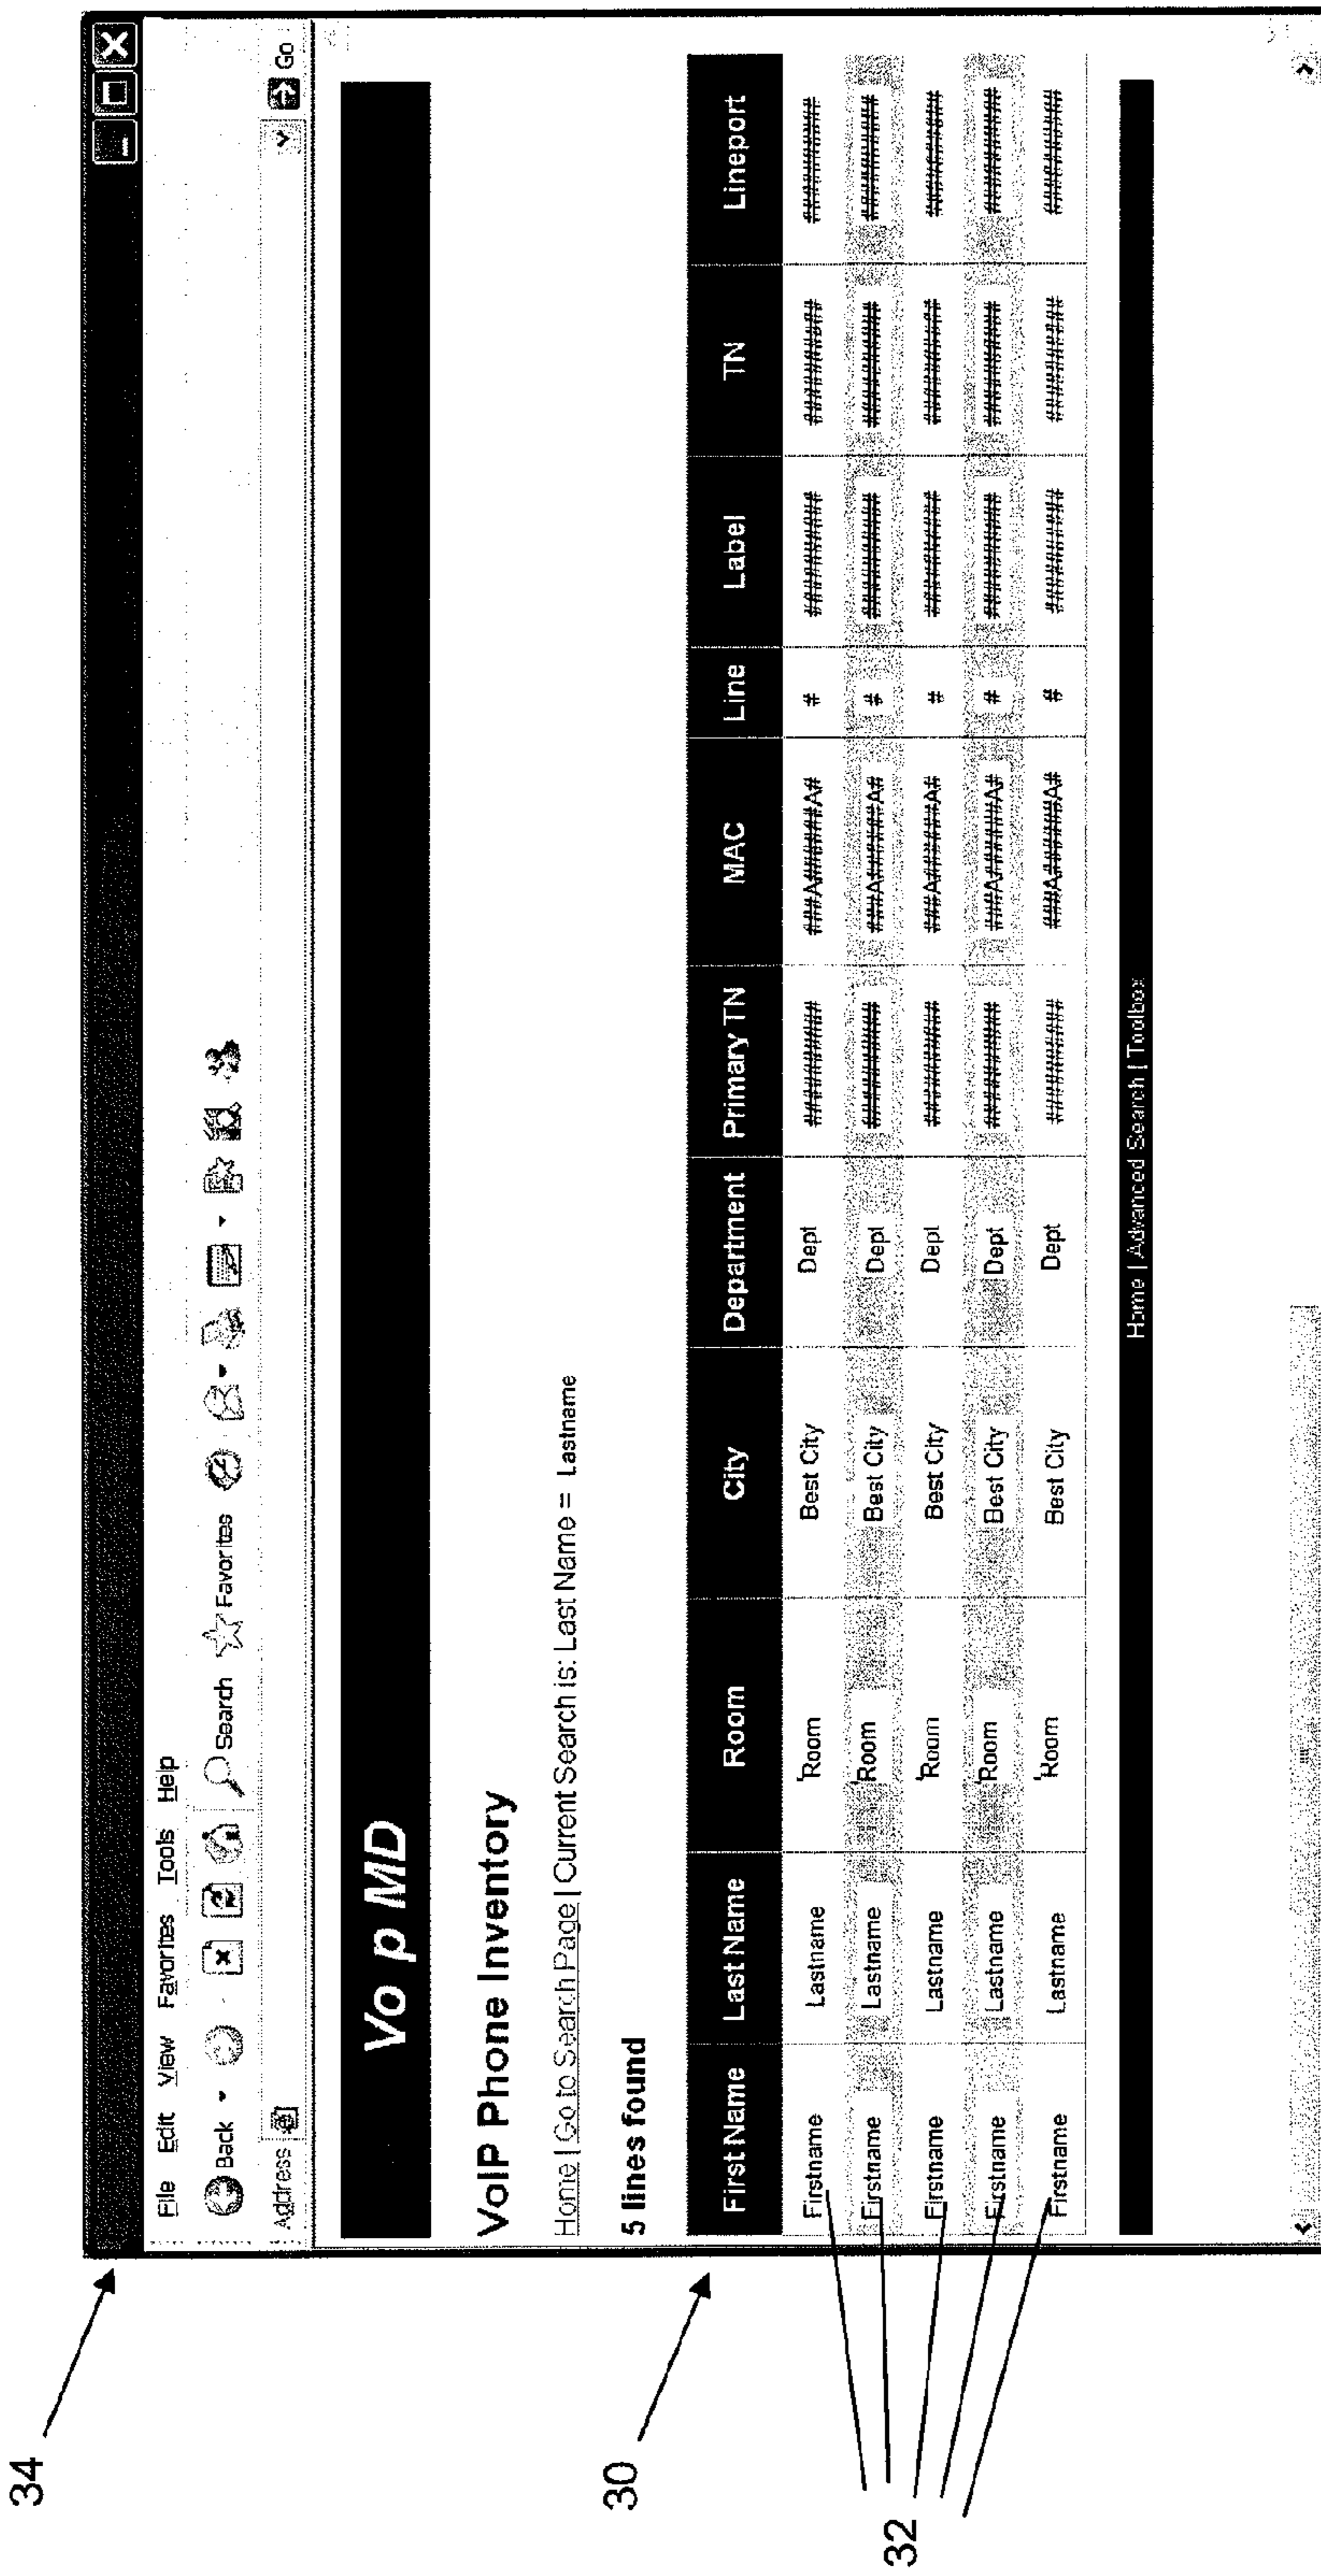 34
File Edit View Favorites Tools Help
Back Search Favorites
Address Go
Vo p MD
VoIP Phone Inventory
Home | Go to Search Page | Current Search is: Last Name = Lastname
5 lines found
30
First Name Last Name Room City Department Primary TN MAC Line Label TN Lineport
Firstname Lastname 'Room Best City Dept ########## ###A######A# # ########## ########## ##########
Firstname Lastname 'Room Best City Dept ########## ###A######A# # ########## ########## ##########
Firstname Lastname 'Room Best City Dept ########## ###A######A# # ########## ########## ##########
Firstname Lastname 'Room Best City Dept ########## ###A######A# # ########## ########## ##########
Firstname Lastname 'Room Best City Dept ########## ###A######A# # ########## ########## ##########
32
Home | Advanced Search | Toolbox